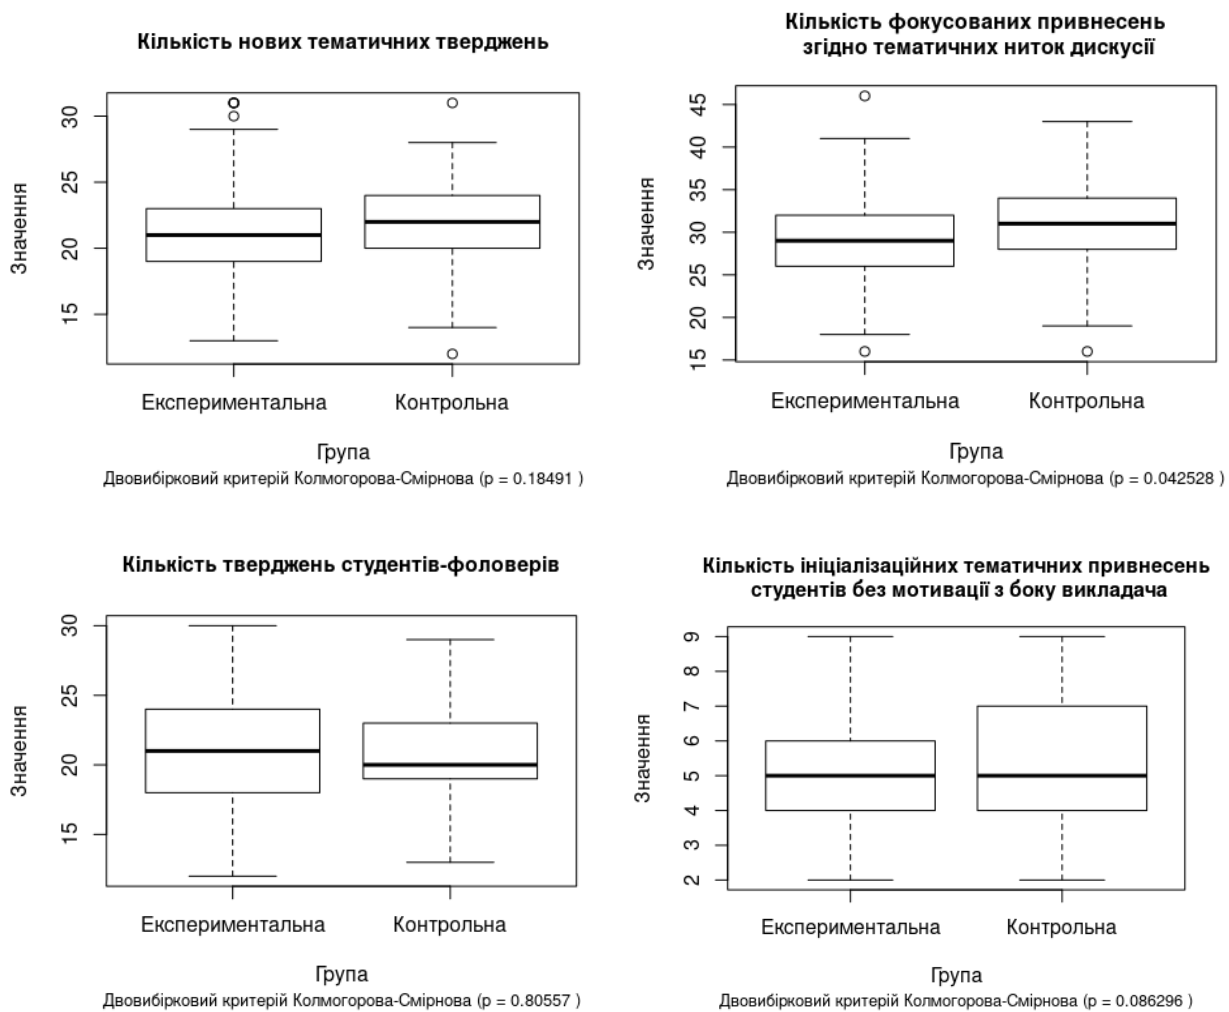 Кількість нових тематичних тверджень
Значення
30
25
20
15
Експериментальна Контрольна
Група
Двовибірковий критерій Колмогорова-Смірнова (p = 0.18491 )
Кількість фокусованих привнесень
згідно тематичних ниток дискусії
Значення
45
40
35
30
25
20
15
Експериментальна Контрольна
Група
Двовибірковий критерій Колмогорова-Смірнова (p = 0.042528 )
Кількість тверджень студентів-фоловерів
Значення
30
25
20
15
Експериментальна Контрольна
Група
Двовибірковий критерій Колмогорова-Смірнова (p = 0.80557 )
Кількість ініціалізаційних тематичних привнесень
студентів без мотивації з боку викладача
Значення
9
8
7
6
5
4
3
2
Експериментальна Контрольна
Група
Двовибірковий критерій Колмогорова-Смірнова (p = 0.086296 )